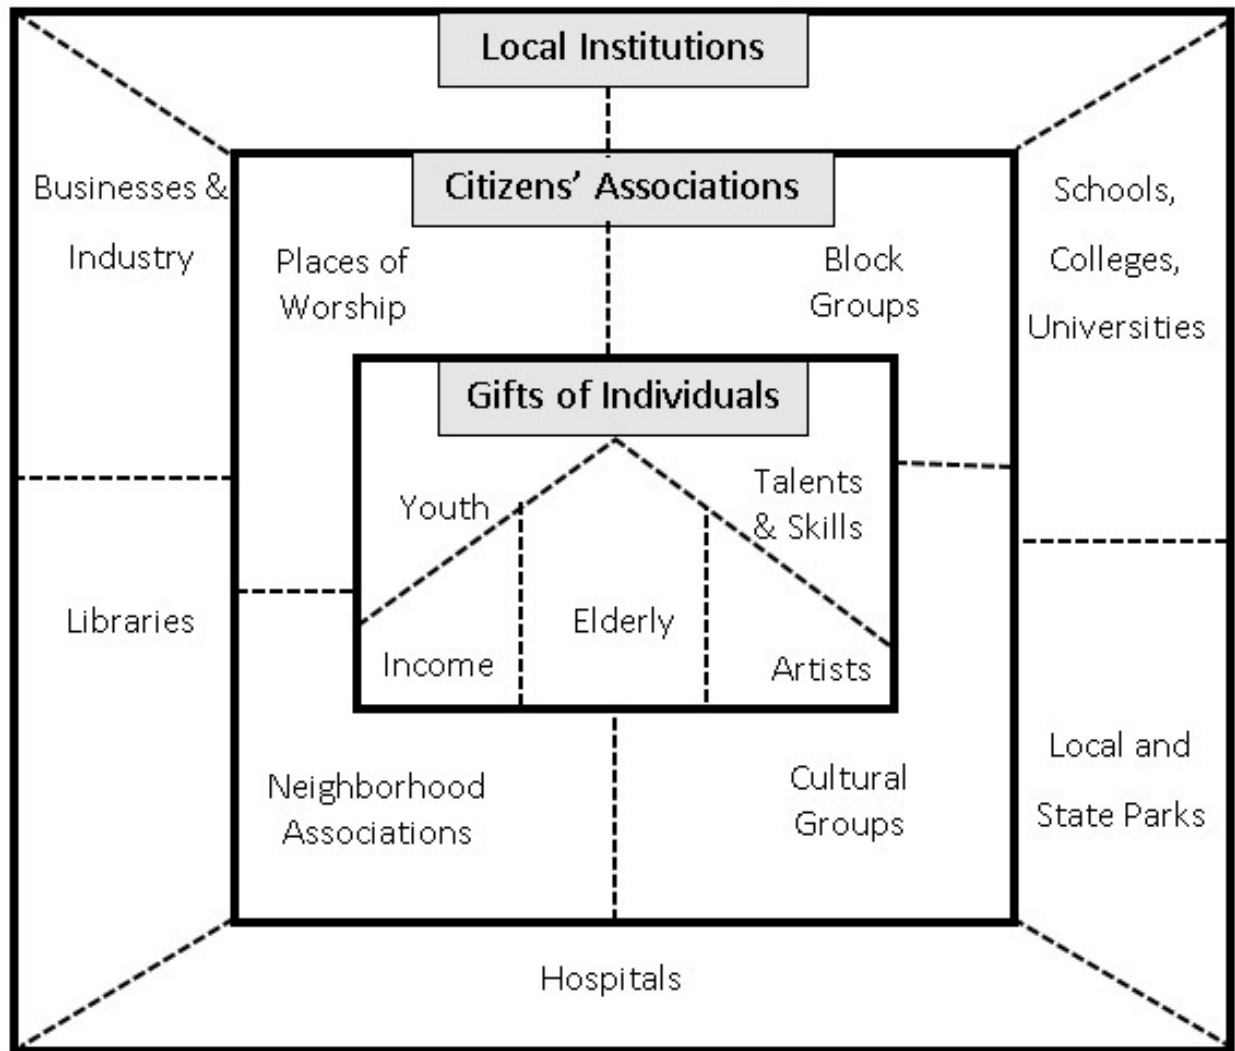 Local Institutions
Citizens' Associations
Businesses &
Industry
Schools,
Colleges,
Universities
Places of
Worship
Block
Groups
Gifts of Individuals
Youth
Talents
& Skills
Libraries
Elderly
Income
Artists
Neighborhood
Associations
Cultural
Groups
Local and
State Parks
Hospitals